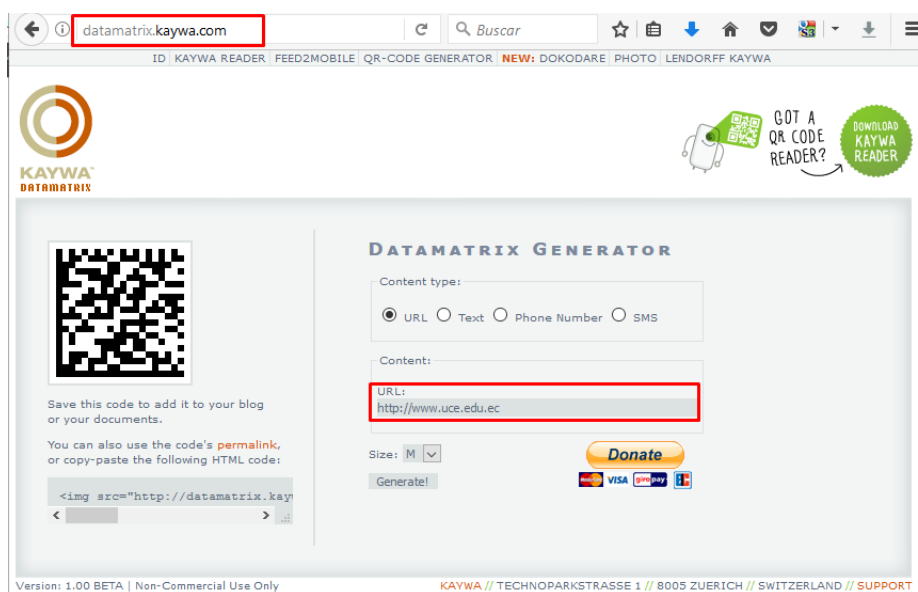 datamatrix.kaywa.com
Buscar
ID KAYWA READER FEED2MOBILE QR-CODE GENERATOR NEW: DOKODARE PHOTO LENDORFF KAYWA
KAYWA
DATAMATRIX
GOT A
QR CODE
READER?
DOWNLOAD
KAYWA
READER
DATAMATRIX GENERATOR
Content type:
URL Text Phone Number SMS
Content:
URL:
http://www.uce.edu.ec
Size: M
Donate
Generate!
VISA giropay
Save this code to add it to your blog
or your documents.
You can also use the code's permalink,
or copy-paste the following HTML code:
<img src="http://datamatrix.kay
Version: 1.00 BETA | Non-Commercial Use Only
KAYWA // TECHNOPARKSTRASSE 1 // 8005 ZUERICH // SWITZERLAND // SUPPORT